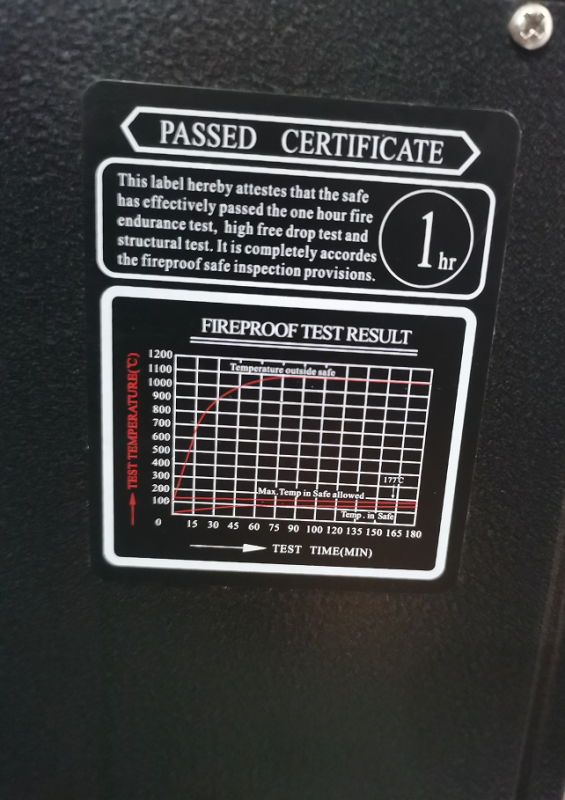 PASSED CERTIFICATE
This label hereby attestes that the safe
has effectively passed the one hour fire
endurance test, high free drop test and
structural test. It is completely accordes
the fireproof safe inspection provisions.
1hr
FIREPROOF TEST RESULT
TEST TEMPERATURE(℃)
1200
1100
1000
900
800
700
600
500
400
300
200
100
0
Temperature outside safe
177℃
Max.Temp in Safe allowed
Temp. in Safe
15 30 45 60 75 90 100 120 135 150 165 180
TEST TIME(MIN)